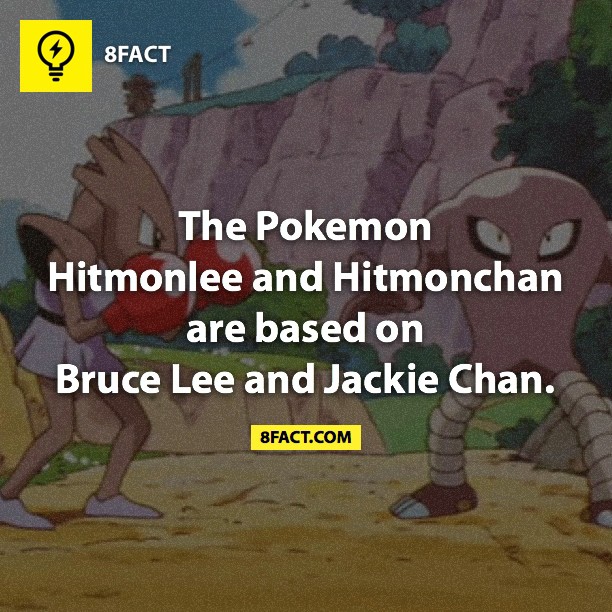 8FACT
The Pokemon
Hitmonlee and Hitmonchan
are based on
Bruce Lee and Jackie Chan.
8FACT.COM